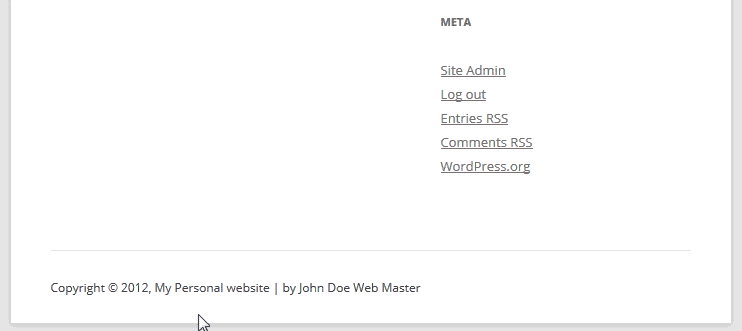 META
Site Admin
Log out
Entries RSS
Comments RSS
WordPress.org
Copyright © 2012, My Personal website | by John Doe Web Master